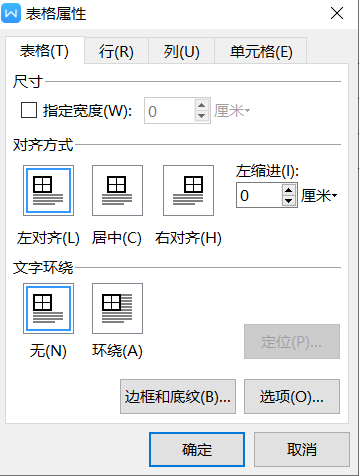 表格属性
表格(T) 行(R) 列(U) 单元格(E)
尺寸
指定宽度(W): 0 厘米
对齐方式
左缩进(I):
0 厘米
左对齐(L) 居中(C) 右对齐(H)
文字环绕
无(N) 环绕(A)
定位(P)...
边框和底纹(B)... 选项(O)...
确定 取消